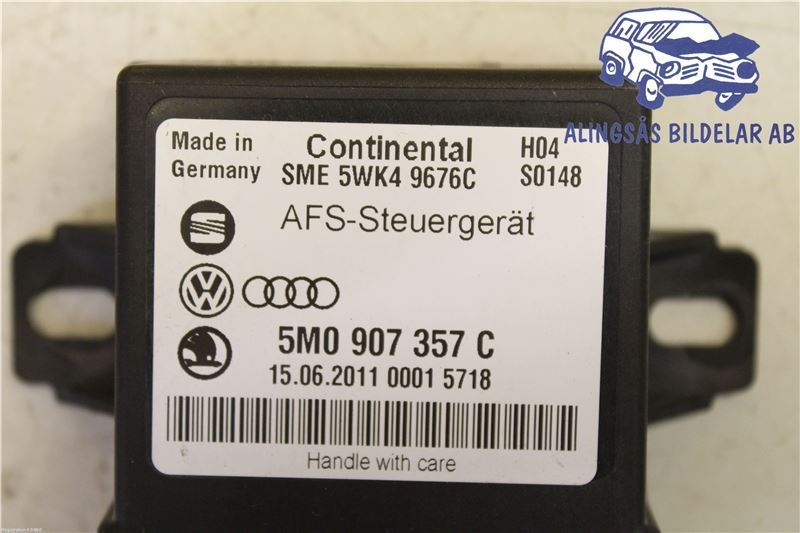 ALINGSÅS BILDELAR AB
Made in Germany
Continental
SME 5WK4 9676C
H04
S0148
AFS-Steuergerät
5M0 907 357 C
15.06.2011 0001 5718
Handle with care